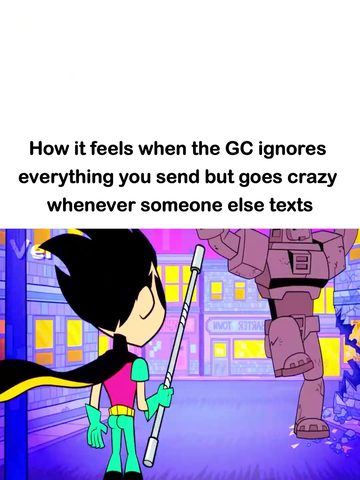 How it feels when the GC ignores
everything you send but goes crazy
whenever someone else texts